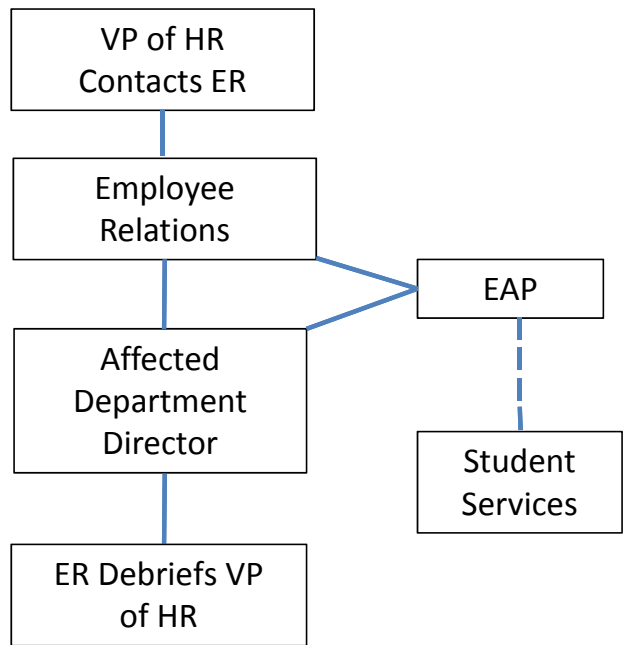 VP of HR
Contacts ER
Employee
Relations
EAP
Affected
Department
Director
Student
Services
ER Debriefs VP
of HR